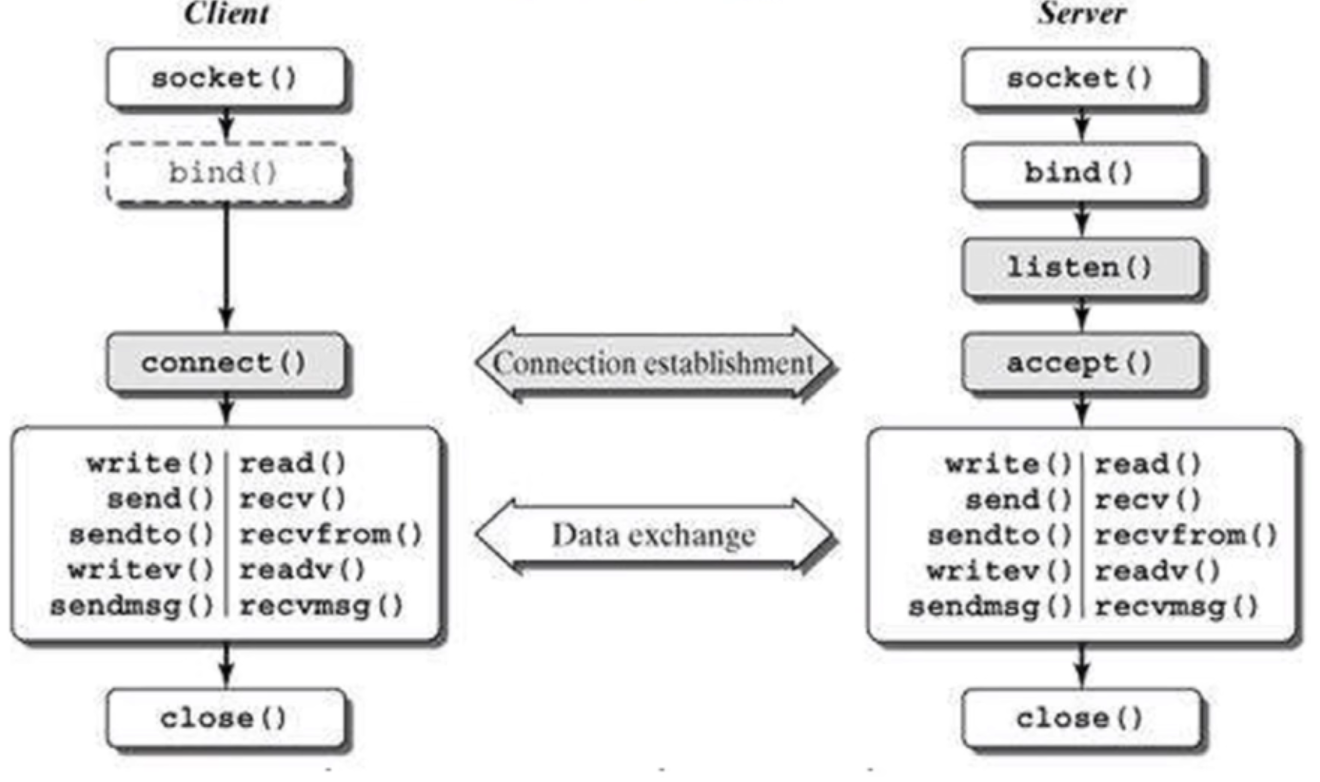 Client
socket()
bind()
connect()
write() read()
send() recv()
sendto() recvfrom()
writev() readv()
sendmsg() recvmsg()
close()
Connection establishment
Data exchange
Server
socket()
bind()
listen()
accept()
write() read()
send() recv()
sendto() recvfrom()
writev() readv()
sendmsg() recvmsg()
close()